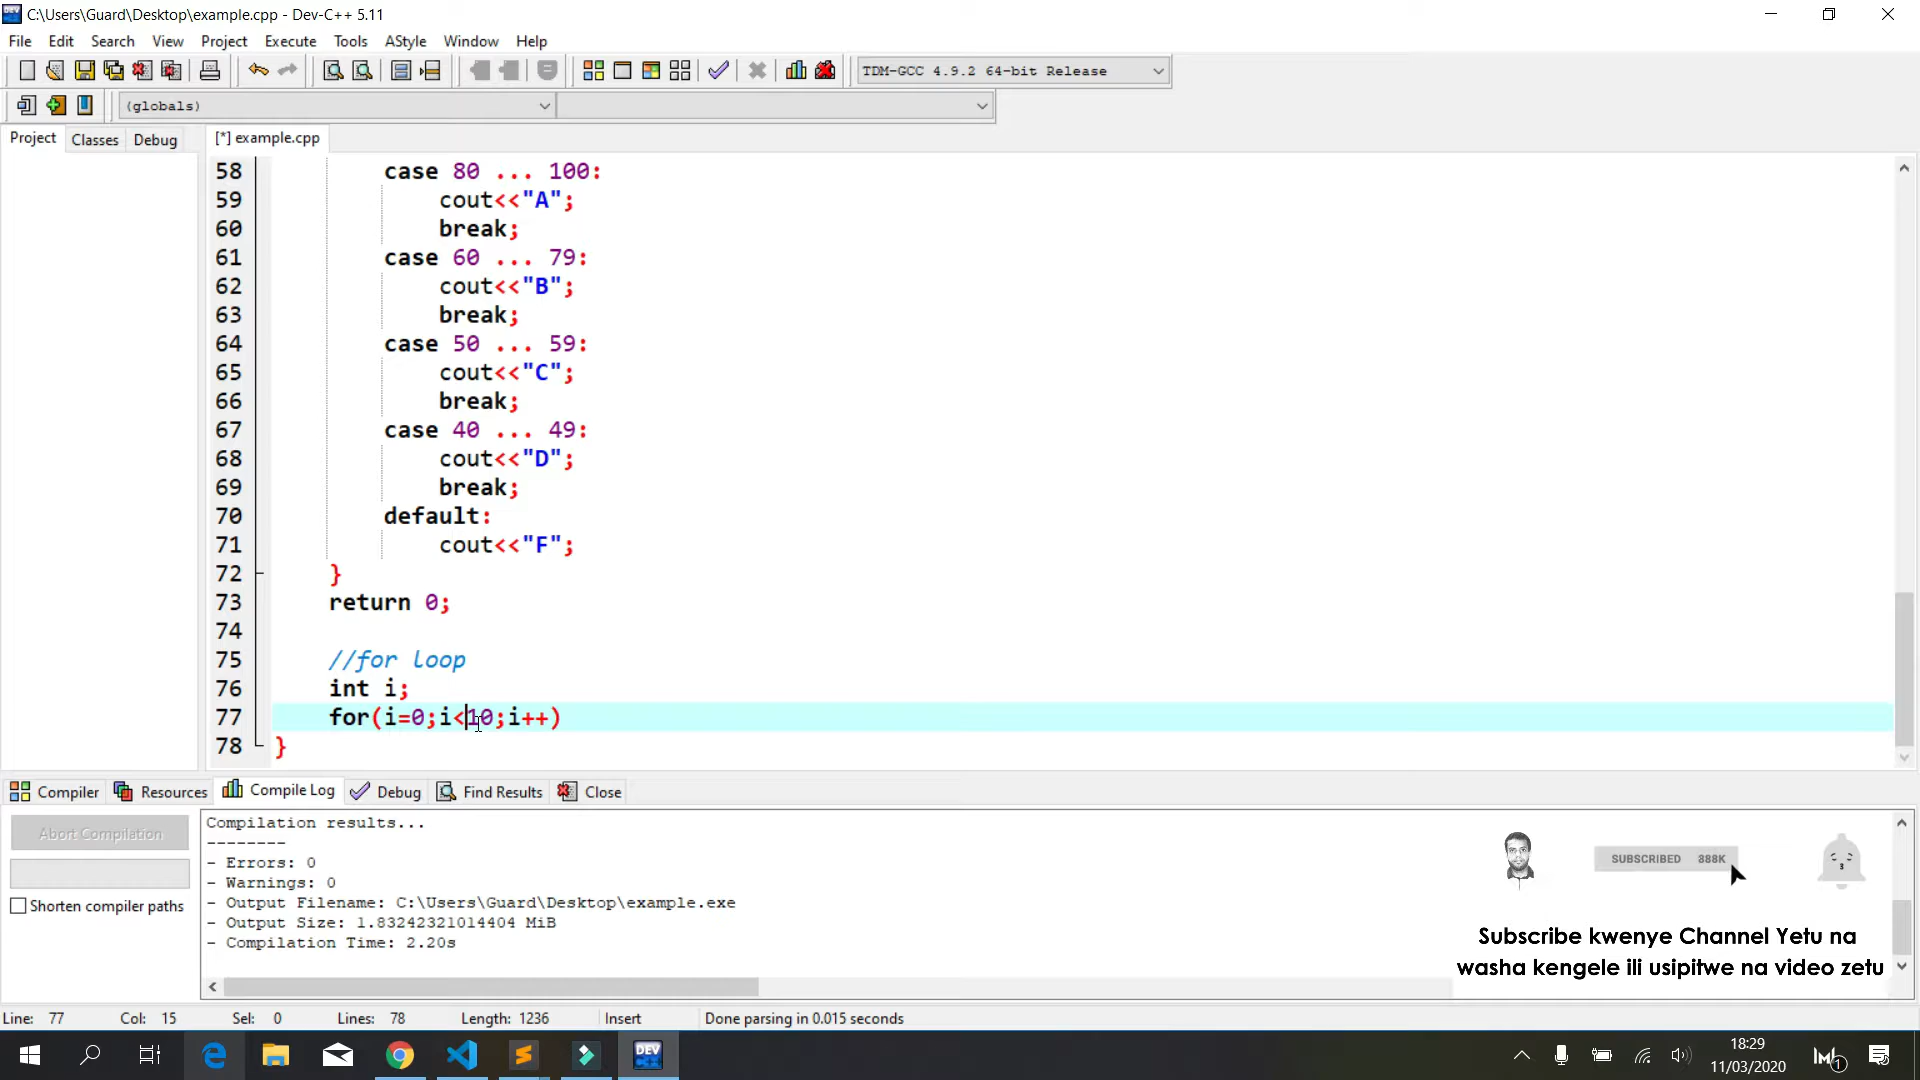 C:\Users\Guard\Desktop\example.cpp - Dev-C++ 5.11
File Edit Search View Project Execute Tools AStyle Window Help
TDM-GCC 4.9.2 64-bit Release
(globals)
Project Classes Debug [*] example.cpp
58 case 80 ... 100:
59 cout<<"A";
60 break;
61 case 60 ... 79:
62 cout<<"B";
63 break;
64 case 50 ... 59:
65 cout<<"C";
66 break;
67 case 40 ... 49:
68 cout<<"D";
69 break;
70 default:
71 cout<<"F";
72 }
73 return 0;
74
75 //for loop
76 int i;
77 for(i=0;i<10;i++)
78 }
Compiler Resources Compile Log Debug Find Results Close
Abort Compilation
Shorten compiler paths
Compilation results...
--------
- Errors: 0
- Warnings: 0
- Output Filename: C:\Users\Guard\Desktop\example.exe
- Output Size: 1.83242321014404 MiB
- Compilation Time: 2.20s
SUBSCRIBED 888K
Subscribe kwenye Channel Yetu na
washa kengele ili usipitwe na video zetu
Line: 77 Col: 15 Sel: 0 Lines: 78 Length: 1236 Insert Done parsing in 0.015 seconds
DEV
18:29
11/03/2020
1